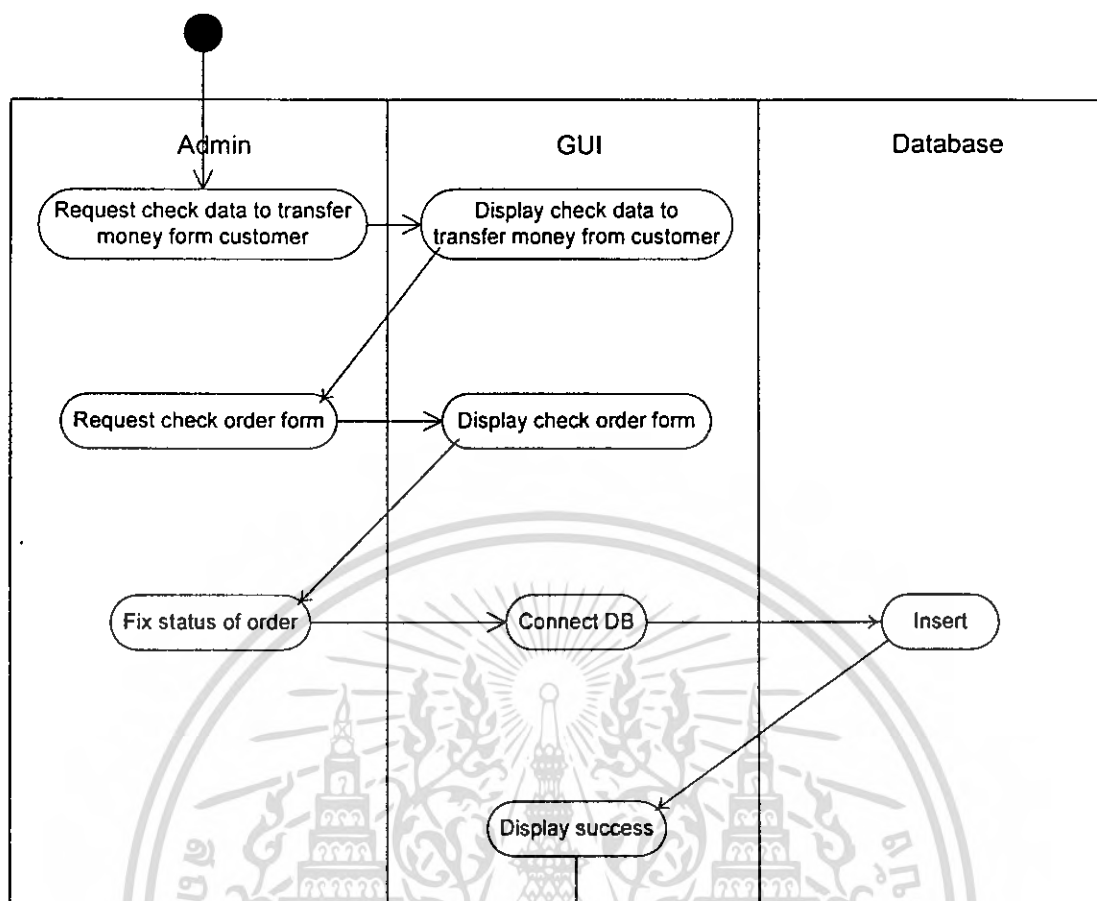 Admin
GUI
Database
Request check data to transfer
money form customer
Display check data to
transfer money from customer
Request check order form
Display check order form
Fix status of order
Connect DB
Insert
Display success